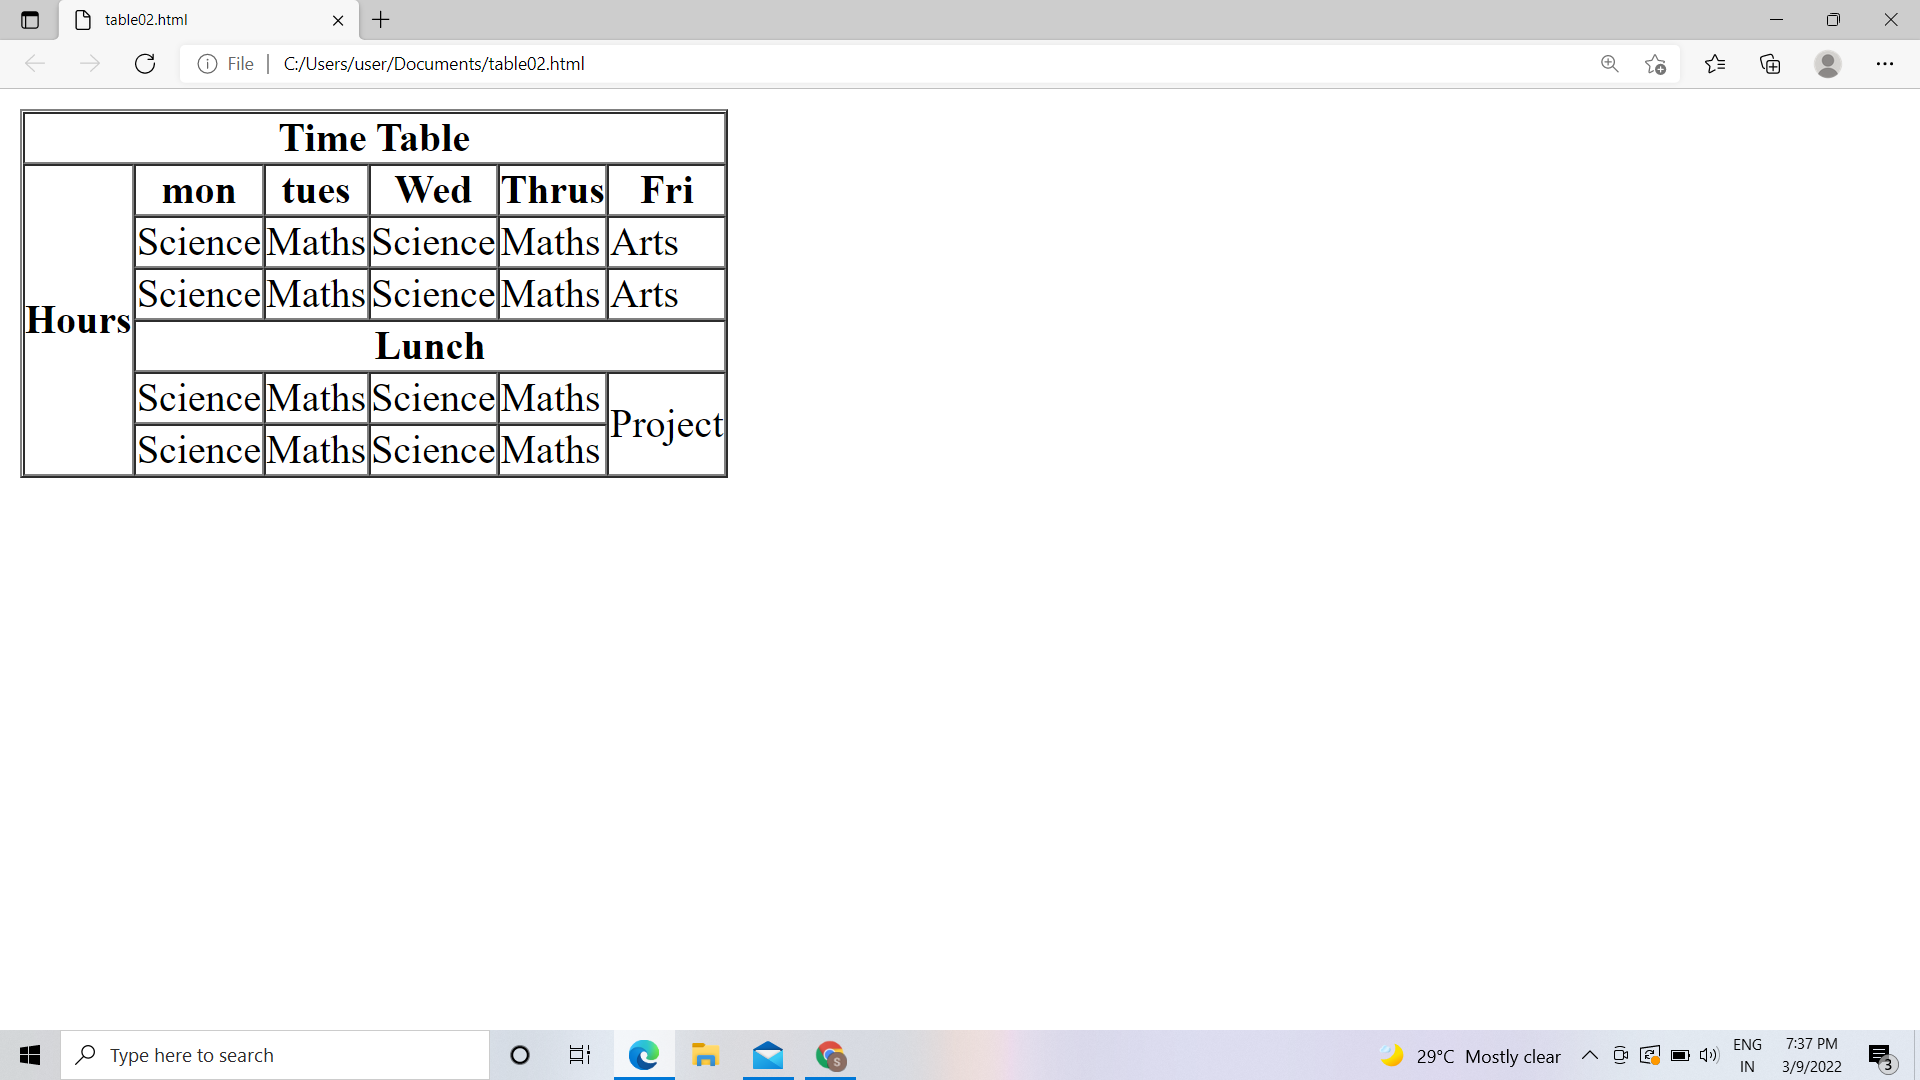 table02.html
File C:/Users/user/Documents/table02.html
Time Table
mon tues Wed Thrus Fri
Science Maths Science Maths Arts
Science Maths Science Maths Arts
Hours
Lunch
Science Maths Science Maths
Project
Science Maths Science Maths
Type here to search
S
29°C Mostly clear
ENG
IN
7:37 PM
3/9/2022
3